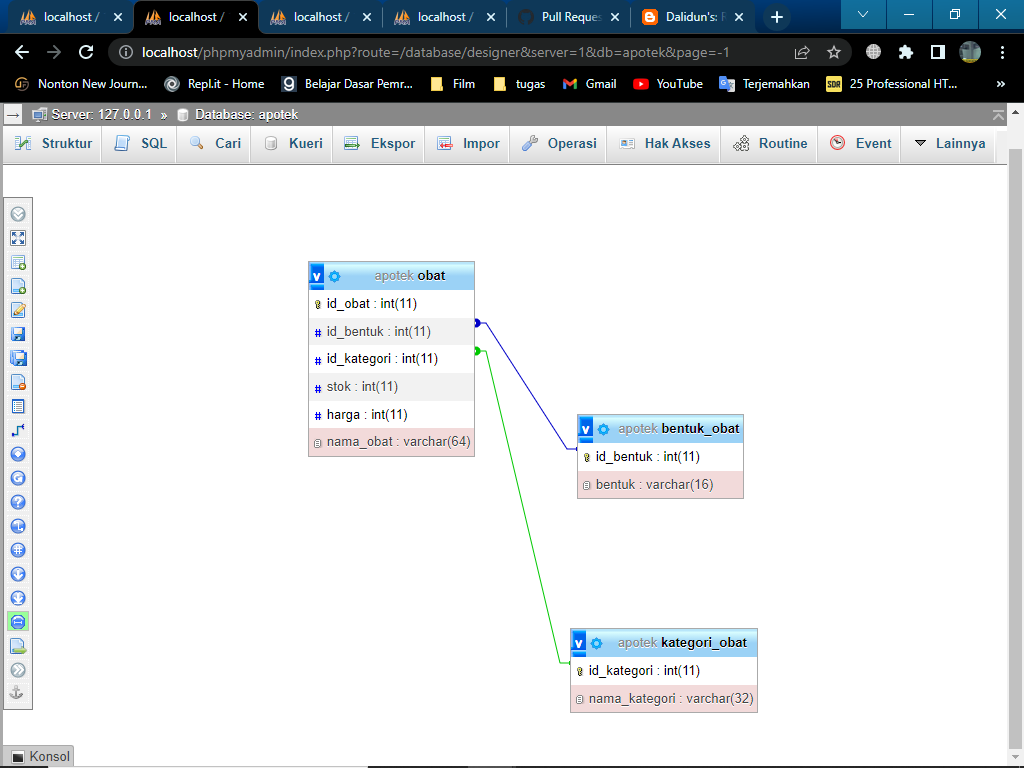 localhost /
localhost /
localhost /
localhost /
Pull Reques
Dalidun's: F
localhost/phpmyadmin/index.php?route=/database/designer&server=1&db=apotek&page=-1
Nonton New Journ...
Repl.it - Home
Belajar Dasar Pemr...
Film
tugas
Gmail
YouTube
Terjemahkan
SDR
25 Professional HT...
»
Server: 127.0.0.1 » Database: apotek
Struktur
SQL
Cari
Kueri
Ekspor
Impor
Operasi
Hak Akses
Routine
Event
Lainnya
v apotek obat
id_obat : int(11)
# id_bentuk : int(11)
# id_kategori : int(11)
# stok : int(11)
# harga : int(11)
nama_obat : varchar(64)
v apotek bentuk_obat
id_bentuk : int(11)
bentuk : varchar(16)
v apotek kategori_obat
id_kategori : int(11)
nama_kategori : varchar(32)
Konsol